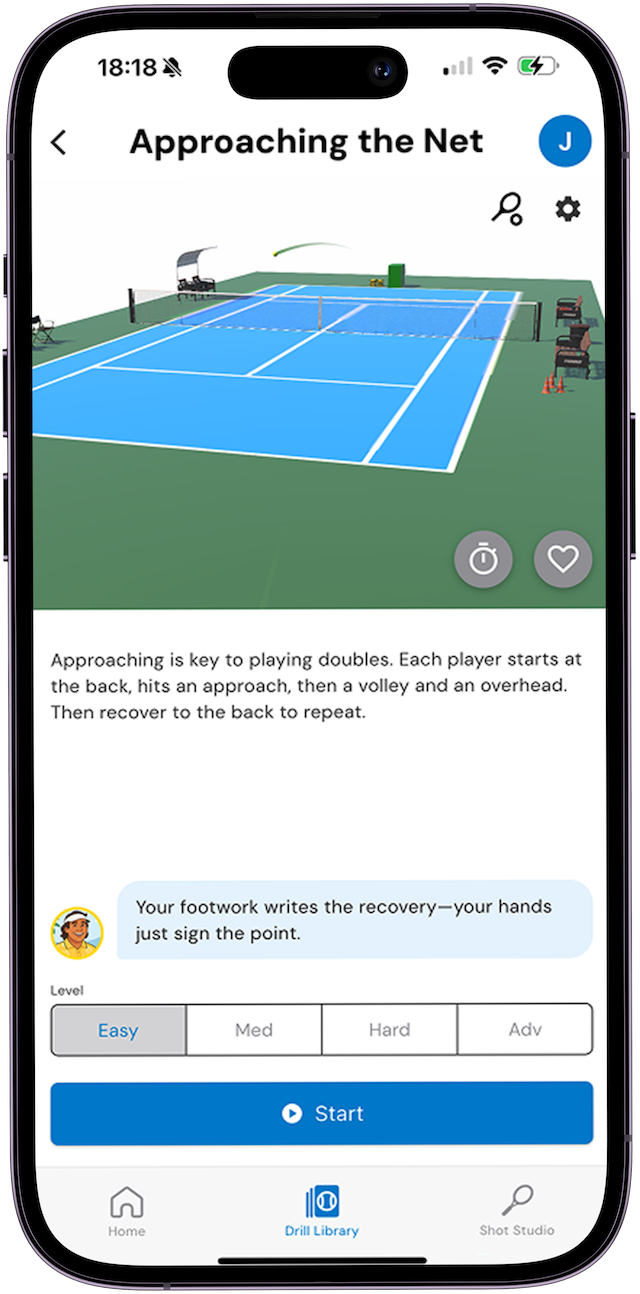 18:18
Approaching the Net
J
Approaching is key to playing doubles. Each player starts at
the back, hits an approach, then a volley and an overhead.
Then recover to the back to repeat.
Your footwork writes the recovery—your hands
just sign the point.
Level
Easy Med Hard Adv
Start
Home Drill Library Shot Studio